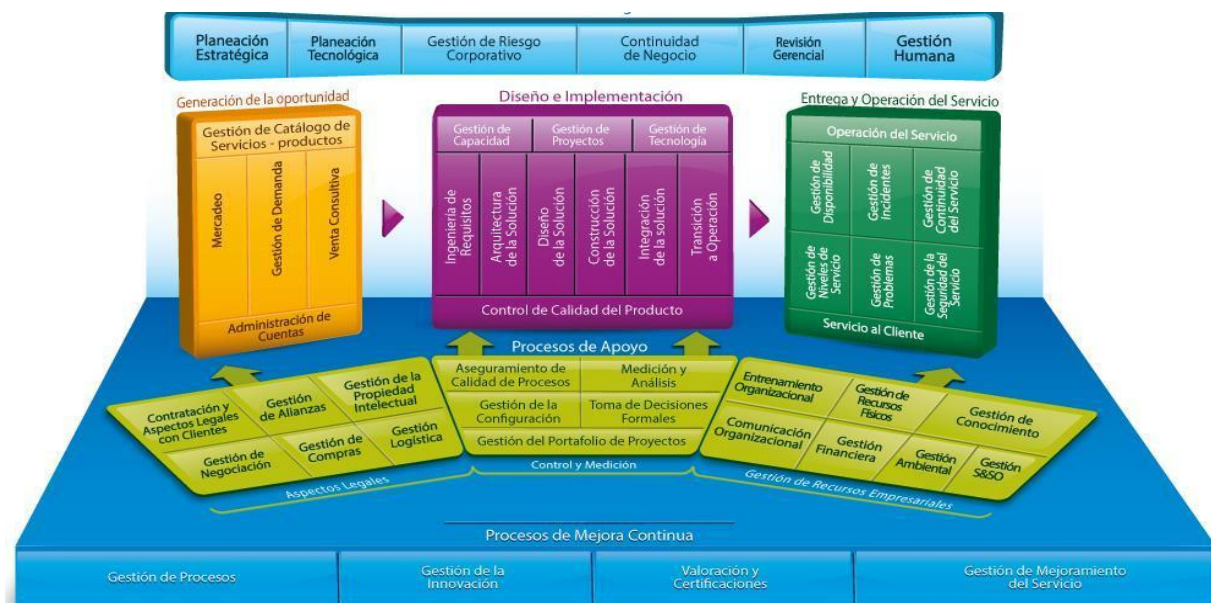 Planeación
Estratégica
Planeación
Tecnológica
Gestión de Riesgo
Corporativo
Continuidad
de Negocio
Revisión
Gerencial
Gestión
Humana
Generación de la oportunidad
Gestión de Catálogo de
Servicios - productos
Mercadeo
Gestión de Demanda
Venta Consultiva
Administración de
Cuentas
Diseño e Implementación
Gestión de
Capacidad
Gestión de
Proyectos
Gestión de
Tecnología
Ingeniería de
Requisitos
Arquitectura
de la Solución
Diseño
de la Solución
Construcción
de la Solución
Integración
de la solución
Transición
a Operación
Control de Calidad del Producto
Entrega y Operación del Servicio
Operación del Servicio
Gestión de
Disponibilidad
Gestión de
Incidentes
Gestión de
Continuidad
del Servicio
Gestión de
Niveles de
Servicio
Gestión de
Problemas
Gestión de la
Seguridad del
Servicio
Servicio al Cliente
Procesos de Apoyo
Contratación y
Aspectos Legales
con Clientes
Gestión
de Alianzas
Gestión de la
Propiedad
Intelectual
Gestión de
Negociación
Gestión de
Compras
Gestión
Logística
Aspectos Legales
Aseguramiento de
Calidad de Procesos
Medición y
Análisis
Gestión de la
Configuración
Toma de Decisiones
Formales
Gestión del Portafolio de Proyectos
Control y Medición
Entrenamiento
Organizacional
Gestión de
Recursos
Físicos
Gestión de
Conocimiento
Comunicación
Organizacional
Gestión
Financiera
Gestión
Ambiental
Gestión
S&SO
Gestión de Recursos Empresariales
Procesos de Mejora Continua
Gestión de Procesos
Gestión de la
Innovación
Valoración y
Certificaciones
Gestión de Mejoramiento
del Servicio